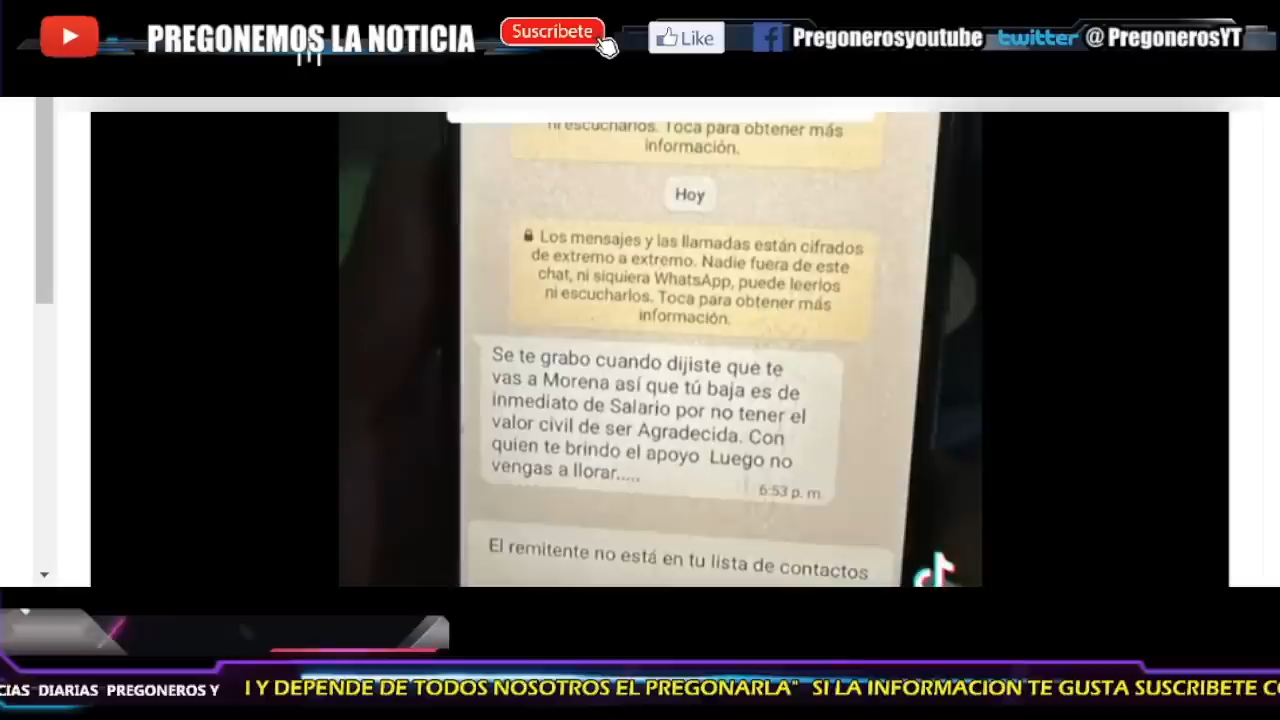 PREGONEMOS LA NOTICIA
Suscríbete
Like
Pregonerosyoutube
twitter @PregonerosYT
ni escucharlos. Toca para obtener más
información.
Hoy
Los mensajes y las llamadas están cifrados
de extremo a extremo. Nadie fuera de este
chat, ni siquiera WhatsApp, puede leerlos
ni escucharlos. Toca para obtener más
información.
Se te grabo cuando dijiste que te
vas a Morena así que tú baja es de
inmediato de Salario por no tener el
valor civil de ser Agradecida. Con
quien te brindo el apoyo Luego no
vengas a llorar.....
6:53 p. m.
El remitente no está en tu lista de contactos
CIAS DIARIAS PREGONEROS Y
I Y DEPENDE DE TODOS NOSOTROS EL PREGONARLA" SI LA INFORMACION TE GUSTA SUSCRIBETE CO